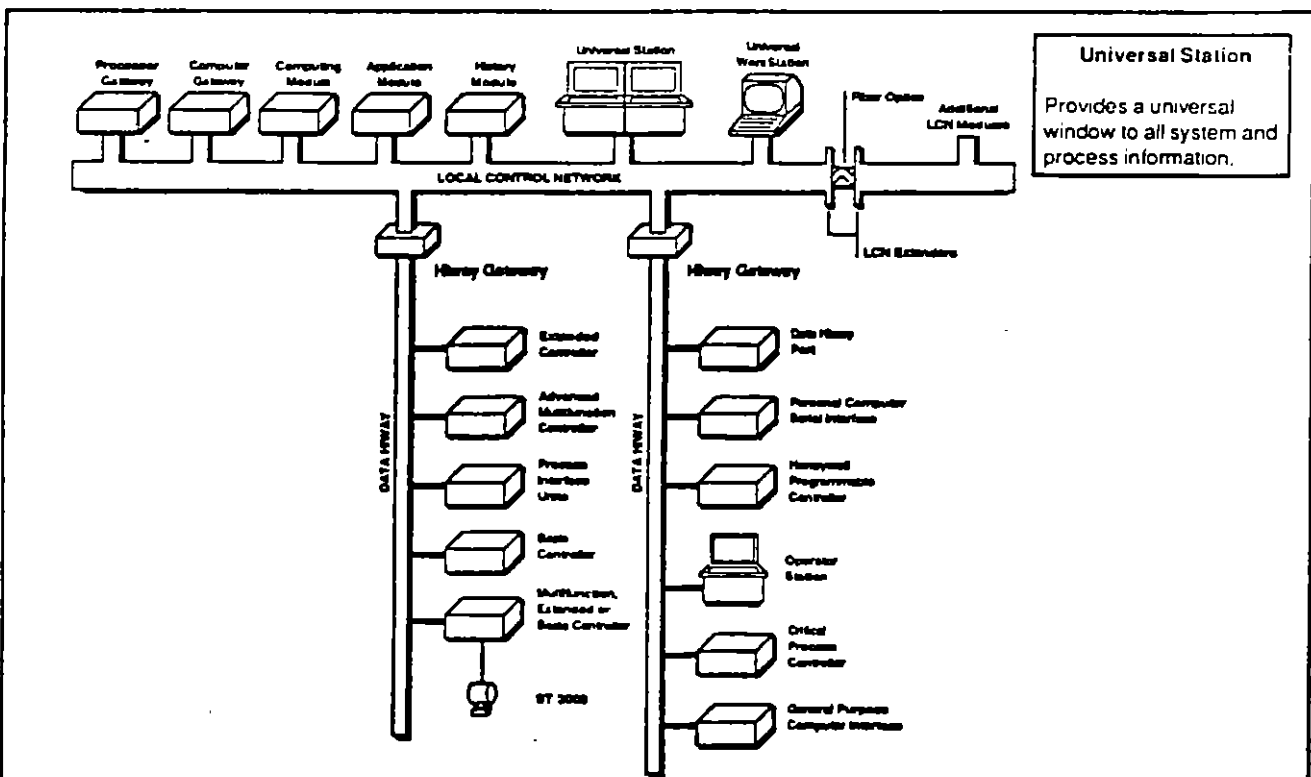 Universal Station
Universal
Work Station
Processor
Gateway
Computer
Gateway
Computing
Module
Application
Module
History
Module
Fiber Optics
Additional
LCN Modules
LOCAL CONTROL NETWORK
LCN Extenders
Universal Station
Provides a universal
window to all system and
process information.
Hiway Gateway
DATA HIWAY
Extended
Controller
Advanced
Multifunction
Controller
Process
Interface
Units
Basic
Controller
Multifunction,
Extended or
Basic Controller
ST 3000
Hiway Gateway
DATA HIWAY
Data Hiway
Port
Personal Computer
Serial Interface
Honeywell
Programmable
Controller
Operator
Station
Critical
Process
Controller
General Purpose
Computer Interface